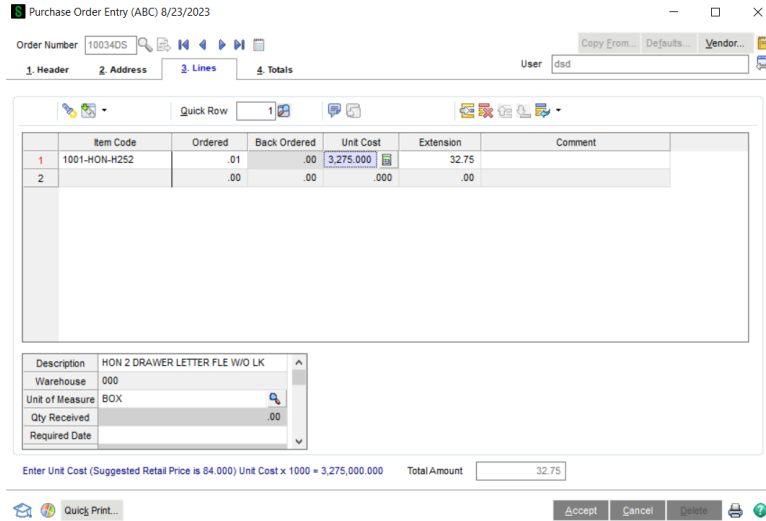 Purchase Order Entry (ABC) 8/23/2023
Order Number 10034DS Copy From... Defaults... Vendor...
1. Header 2. Address 3. Lines 4. Totals User dsd
Quick Row 1
Item Code Ordered Back Ordered Unit Cost Extension Comment
1 1001-HON-H252 .01 .00 3,275.000 32.75
2 .00 .00 .000 .00
Description HON 2 DRAWER LETTER FLE W/O LK
Warehouse 000
Unit of Measure BOX
Qty Received .00
Required Date
Enter Unit Cost (Suggested Retail Price is 84.000) Unit Cost x 1000 = 3,275,000.000 Total Amount 32.75
Quick Print... Accept Cancel Delete